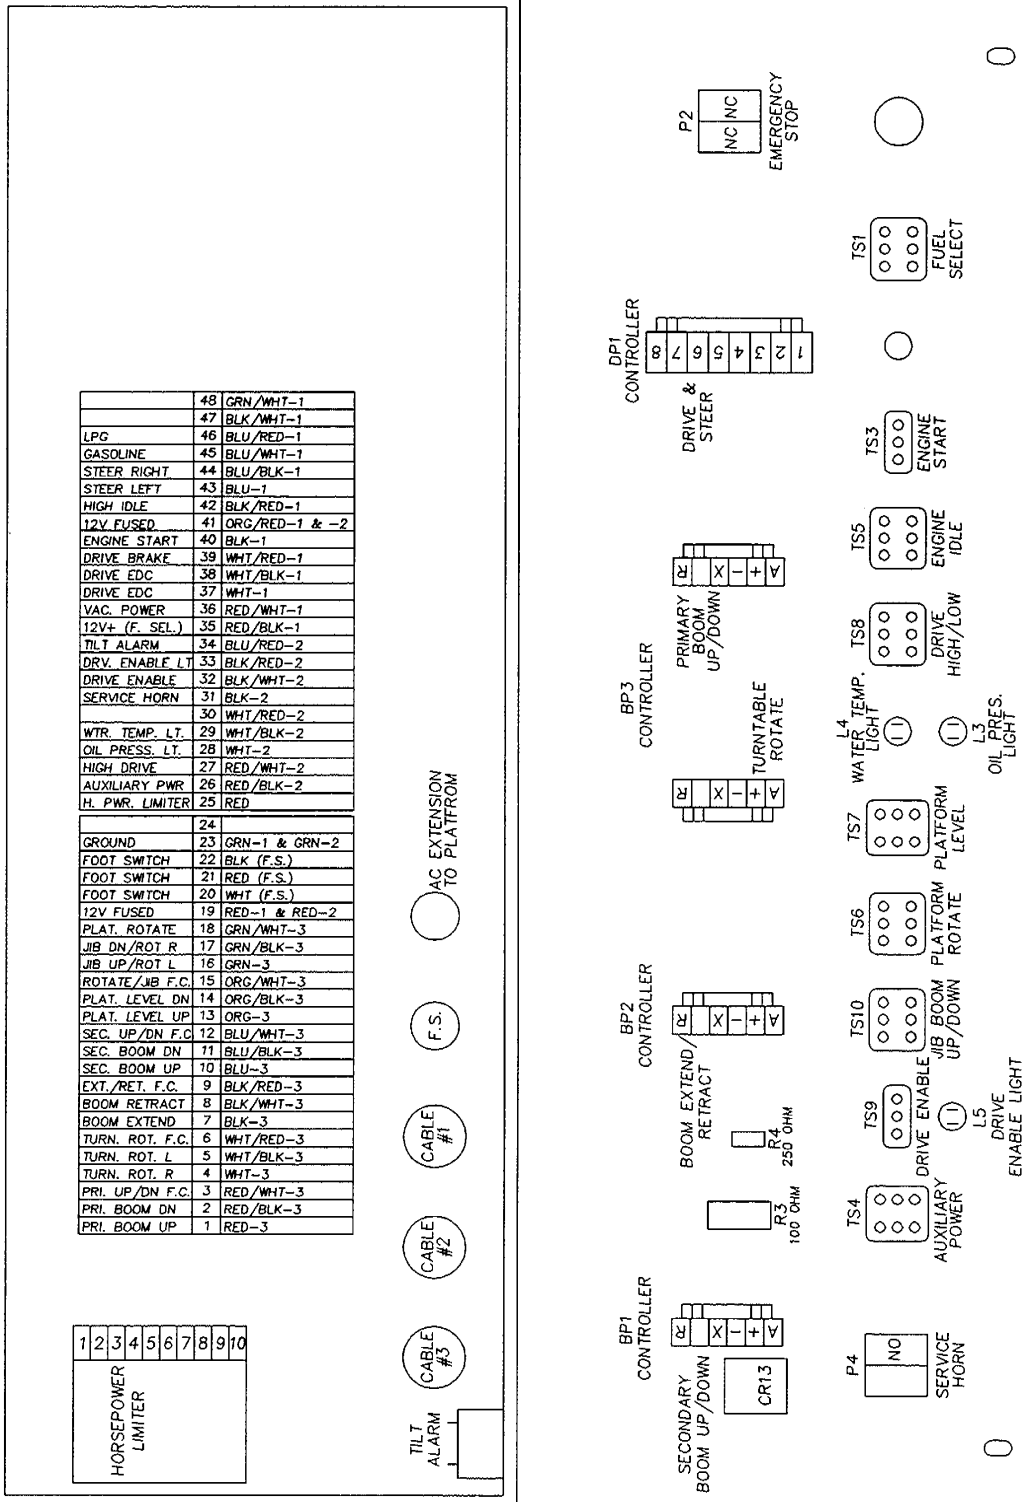 48 GRN/WHT-1
47 BLK/WHT-1
LPG 46 BLU/RED-1
GASOLINE 45 BLU/WHT-1
STEER RIGHT 44 BLU/BLK-1
STEER LEFT 43 BLU-1
HIGH IDLE 42 BLK/RED-1
12V FUSED 41 ORG/RED-1 & -2
ENGINE START 40 BLK-1
DRIVE BRAKE 39 WHT/RED-1
DRIVE EDC 38 WHT/BLK-1
DRIVE EDC 37 WHT-1
VAC. POWER 36 RED/WHT-1
12V+ (F. SEL.) 35 RED/BLK-1
TILT ALARM 34 BLU/RED-2
DRV. ENABLE LT 33 BLK/RED-2
DRIVE ENABLE 32 BLK/WHT-2
SERVICE HORN 31 BLK-2
30 WHT/RED-2
WTR. TEMP. LT. 29 WHT/BLK-2
OIL PRESS. LT. 28 WHT-2
HIGH DRIVE 27 RED/WHT-2
AUXILIARY PWR 26 RED/BLK-2
H. PWR. LIMITER 25 RED
24
GROUND 23 GRN-1 & GRN-2
FOOT SWITCH 22 BLK (F.S.)
FOOT SWITCH 21 RED (F.S.)
FOOT SWITCH 20 WHT (F.S.)
12V FUSED 19 RED-1 & RED-2
PLAT. ROTATE 18 GRN/WHT-3
JIB DN/ROT R 17 GRN/BLK-3
JIB UP/ROT L 16 GRN-3
ROTATE/JIB F.C. 15 ORG/WHT-3
PLAT. LEVEL DN 14 ORG/BLK-3
PLAT. LEVEL UP 13 ORG-3
SEC. UP/DN F.C 12 BLU/WHT-3
SEC. BOOM DN 11 BLU/BLK-3
SEC. BOOM UP 10 BLU-3
EXT./RET. F.C. 9 BLK/RED-3
BOOM RETRACT 8 BLK/WHT-3
BOOM EXTEND 7 BLK-3
TURN. ROT. F.C. 6 WHT/RED-3
TURN. ROT. L 5 WHT/BLK-3
TURN. ROT. R 4 WHT-3
PRI. UP/DN F.C. 3 RED/WHT-3
PRI. BOOM DN 2 RED/BLK-3
PRI. BOOM UP 1 RED-3
1 2 3 4 5 6 7 8 9 10
HORSEPOWER
LIMITER
AC EXTENSION
TO PLATFROM
F.S.
CABLE
#1
CABLE
#2
CABLE
#3
TILT
ALARM
P2
NC NC
EMERGENCY
STOP
TS1
FUEL
SELECT
DP1
CONTROLLER
8 7 6 5 4 3 2 1
DRIVE &
STEER
TS3
ENGINE
START
TS5
ENGINE
IDLE
R X - + A
PRIMARY
BOOM
UP/DOWN
TS8
DRIVE
HIGH/LOW
BP3
CONTROLLER
L4
WATER TEMP.
LIGHT
L3
OIL PRES.
LIGHT
TURNTABLE
ROTATE
R X - + A
TS7
PLATFORM
LEVEL
TS6
PLATFORM
ROTATE
BP2
CONTROLLER
R X - + A
BOOM EXTEND/
RETRACT
TS10
JIB BOOM
UP/DOWN
R4
250 OHM
TS9
DRIVE ENABLE
L5
DRIVE
ENABLE LIGHT
R3
100 OHM
TS4
AUXILIARY
POWER
BP1
CONTROLLER
R X - + A
SECONDARY
BOOM UP/DOWN
CR13
P4
NO
SERVICE
HORN